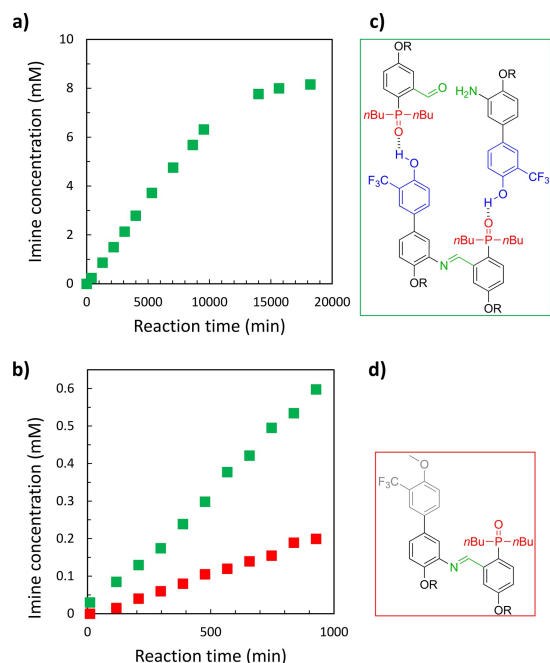 a)
Imine concentration (mM)
10
8
6
4
2
0
0
5000
10000
15000
20000
Reaction time (min)
c)
OR
O
nBu
P
nBu
O
H
O
F₃C
N
OR
H₂N
OR
CF₃
O
H
O
nBu
P
nBu
OR
b)
Imine concentration (mM)
0.6
0.5
0.4
0.3
0.2
0.1
0
0
500
1000
Reaction time (min)
d)
O
F₃C
O
nBu
P
nBu
N
OR
OR